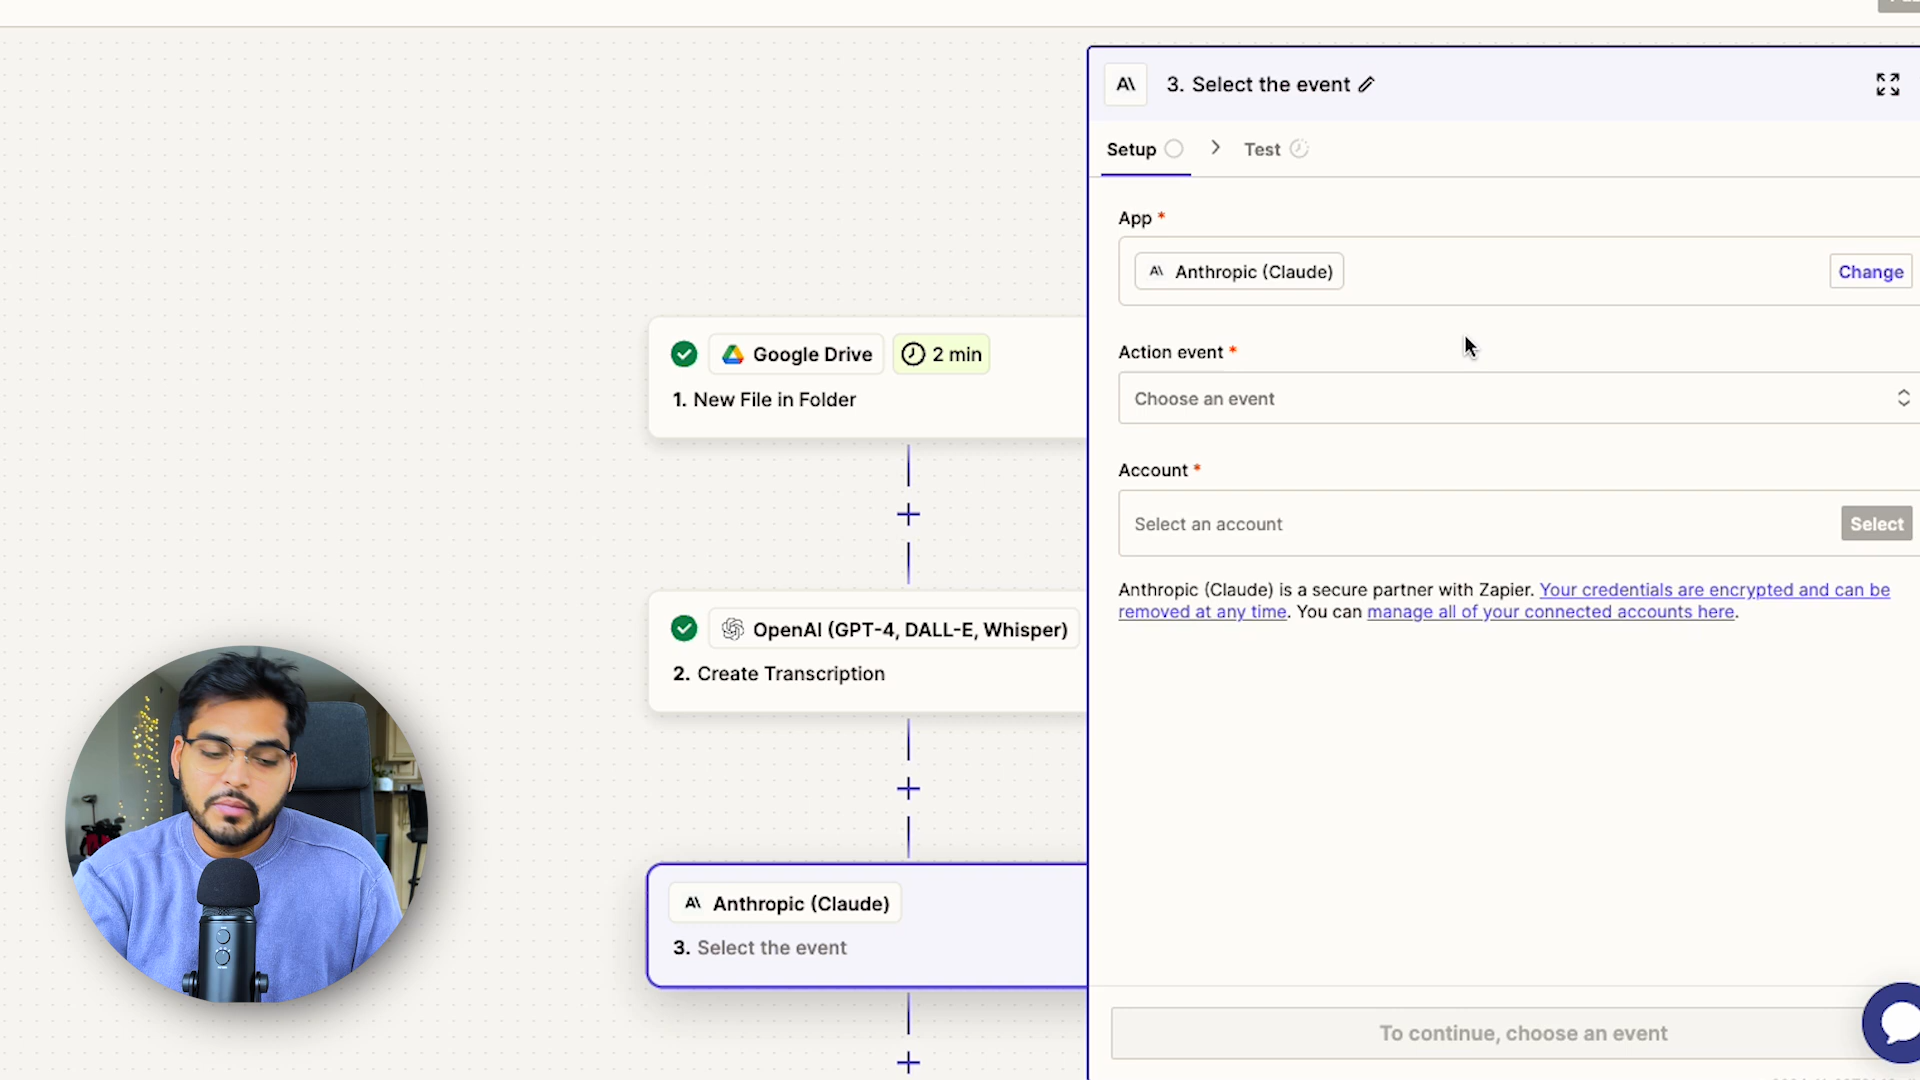 Google Drive
2 min
1. New File in Folder
OpenAI (GPT-4, DALL-E, Whisper)
2. Create Transcription
Anthropic (Claude)
3. Select the event
3. Select the event
Setup
Test
App *
Anthropic (Claude)
Change
Action event *
Choose an event
Account *
Select an account
Select
Anthropic (Claude) is a secure partner with Zapier. Your credentials are encrypted and can be
removed at any time. You can manage all of your connected accounts here.
To continue, choose an event